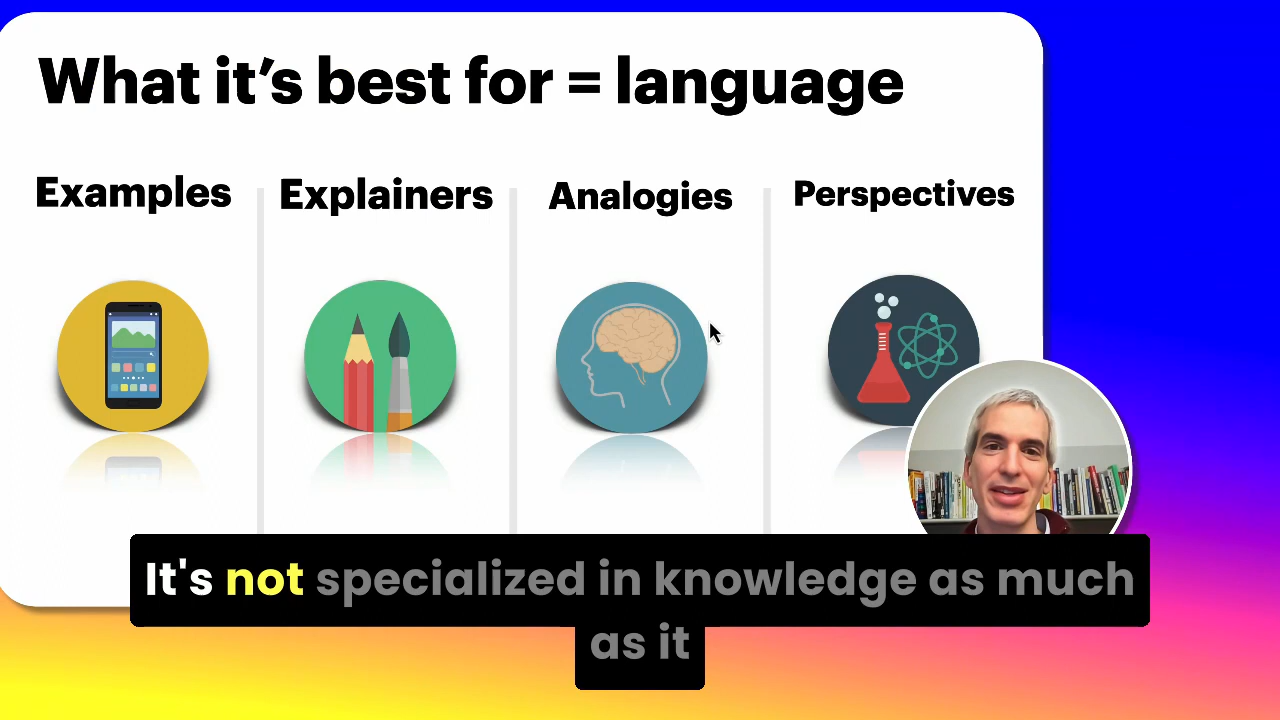 What it’s best for = language
Examples
Explainers
Analogies
Perspectives
It's not specialized in knowledge as much
as it